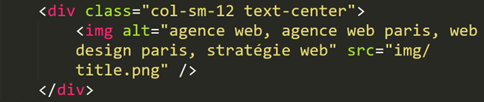 <div class="col-sm-12 text-center">
<img alt="agence web, agence web paris, web
design paris, stratégie web" src="img/
title.png" />
</div>